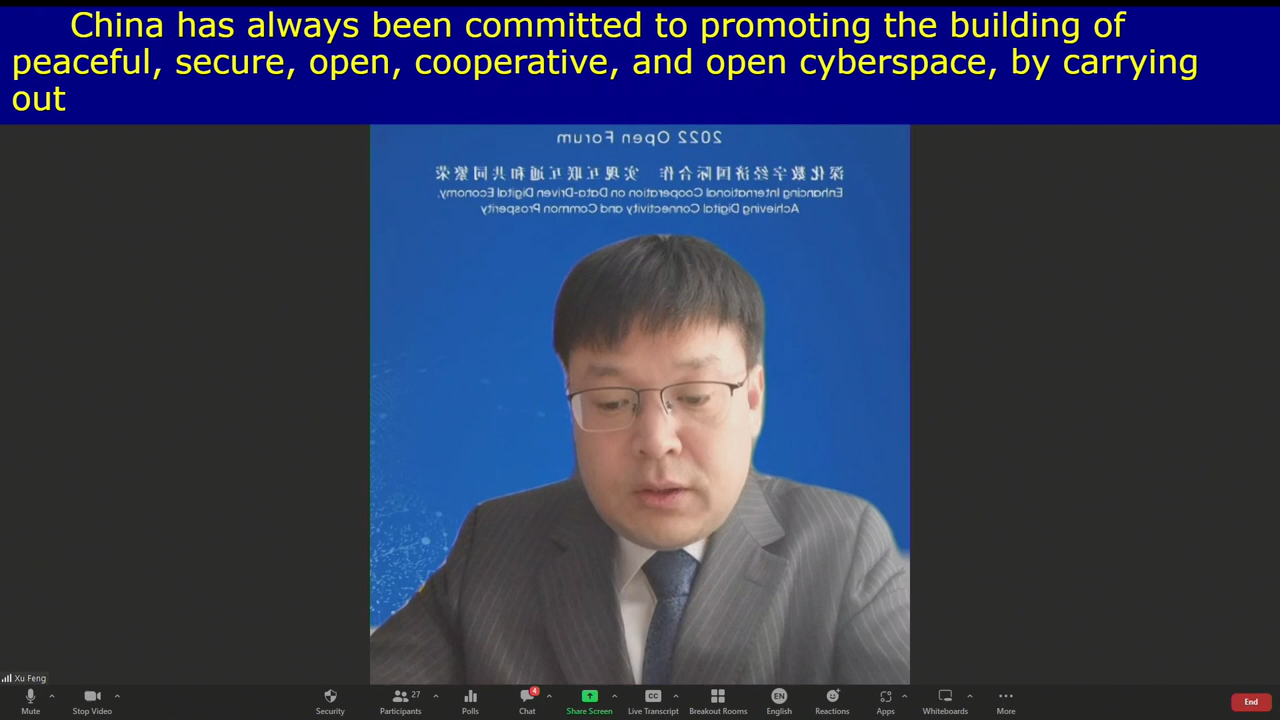 China has always been committed to promoting the building of
peaceful, secure, open, cooperative, and open cyberspace, by carrying
out
2022 Open Forum
深化数字经济国际合作 实现互联互通和共同繁荣
Enhancing International Cooperation on Data-Driven Digital Economy,
Achieving Digital Connectivity and Common Prosperity
Xu Feng
Mute
Stop Video
Security
27
Participants
Polls
4
Chat
Share Screen
CC
Live Transcript
Breakout Rooms
EN
English
Reactions
Apps
Whiteboards
More
End